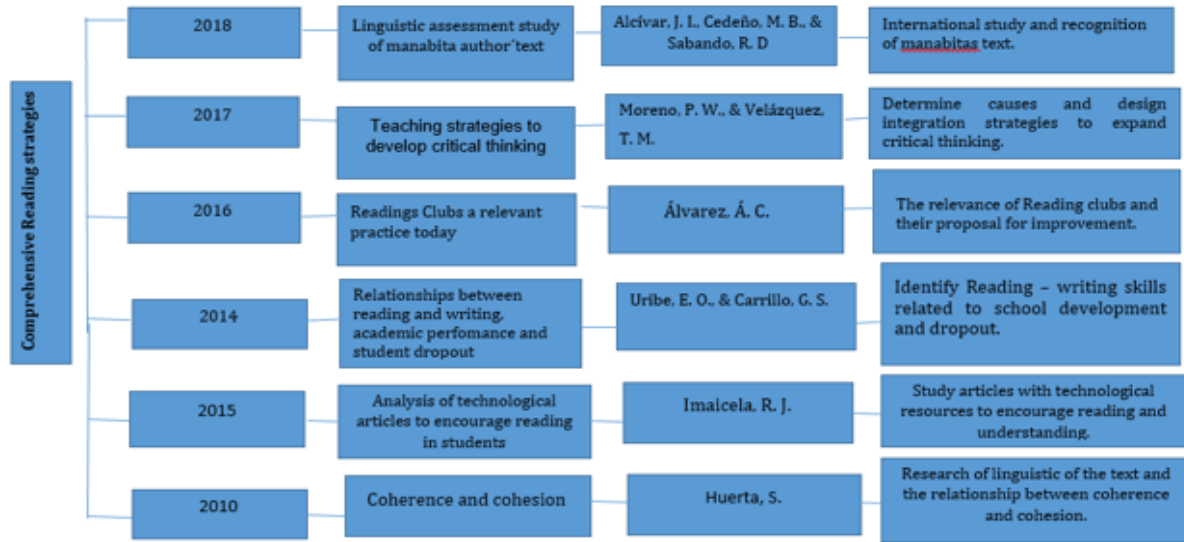 Comprehensive Reading strategies
2018
Linguistic assessment
study of manabita author´text
Alcívar, J. I., Cedeño, M. B., &
Sabando, R. D
International study and recognition
of manabitas text.
2017
Teaching strategies to
develop critical thinking
Moreno, P. W., & Velázquez,
T. M.
Determine causes and design
integration strategies to expand
critical thinking.
2016
Readings Clubs a relevant
practice today
Álvarez, Á. C.
The relevance of Reading clubs and
their proposal for improvement.
2014
Relationships between
reading and writing,
academic perfomance and
student dropout
Uribe, E. O., & Carrillo, G. S.
Identify Reading – writing skills
related to school development
and dropout.
2015
Analysis of technological
articles to encourage reading
in students
Imaicela, R. J.
Study articles with technological
resources to encourage reading and
understanding.
2010
Coherence and cohesion
Huerta, S.
Research of linguistic of the text and
the relationship between coherence
and cohesion.